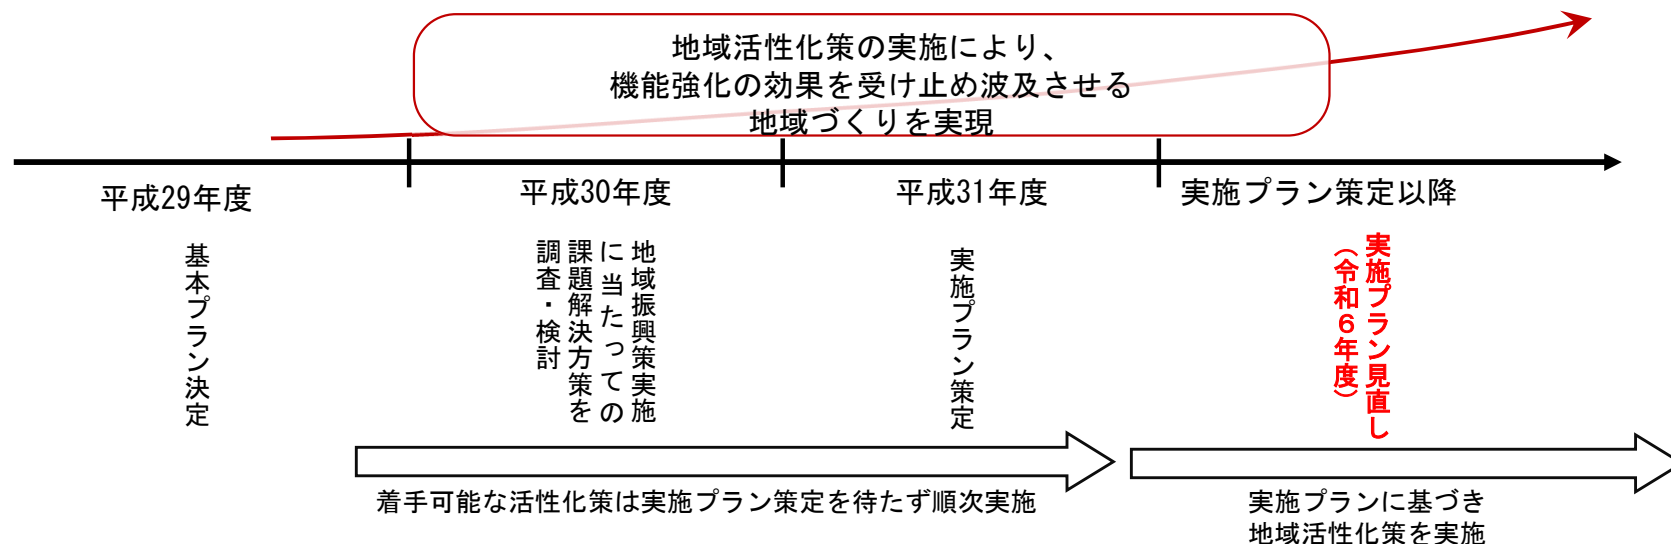 地域活性化策の実施により、
機能強化の効果を受け止め波及させる
地域づくりを実現
平成29年度
平成30年度
平成31年度
実施プラン策定以降
基本プラン決定
地域振興策実施
に当たっての
課題解決方策を
調査・検討
実施プラン策定
実施プラン見直し
（令和６年度）
着手可能な活性化策は実施プラン策定を待たず順次実施
実施プランに基づき
地域活性化策を実施